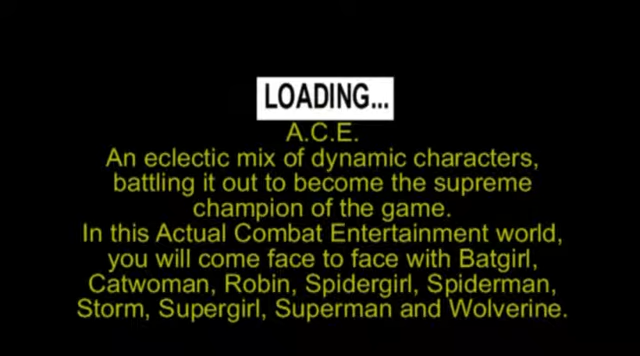 LOADING...
A.C.E.
An eclectic mix of dynamic characters,
battling it out to become the supreme
champion of the game.
In this Actual Combat Entertainment world,
you will come face to face with Batgirl,
Catwoman, Robin, Spidergirl, Spiderman,
Storm, Supergirl, Superman and Wolverine.